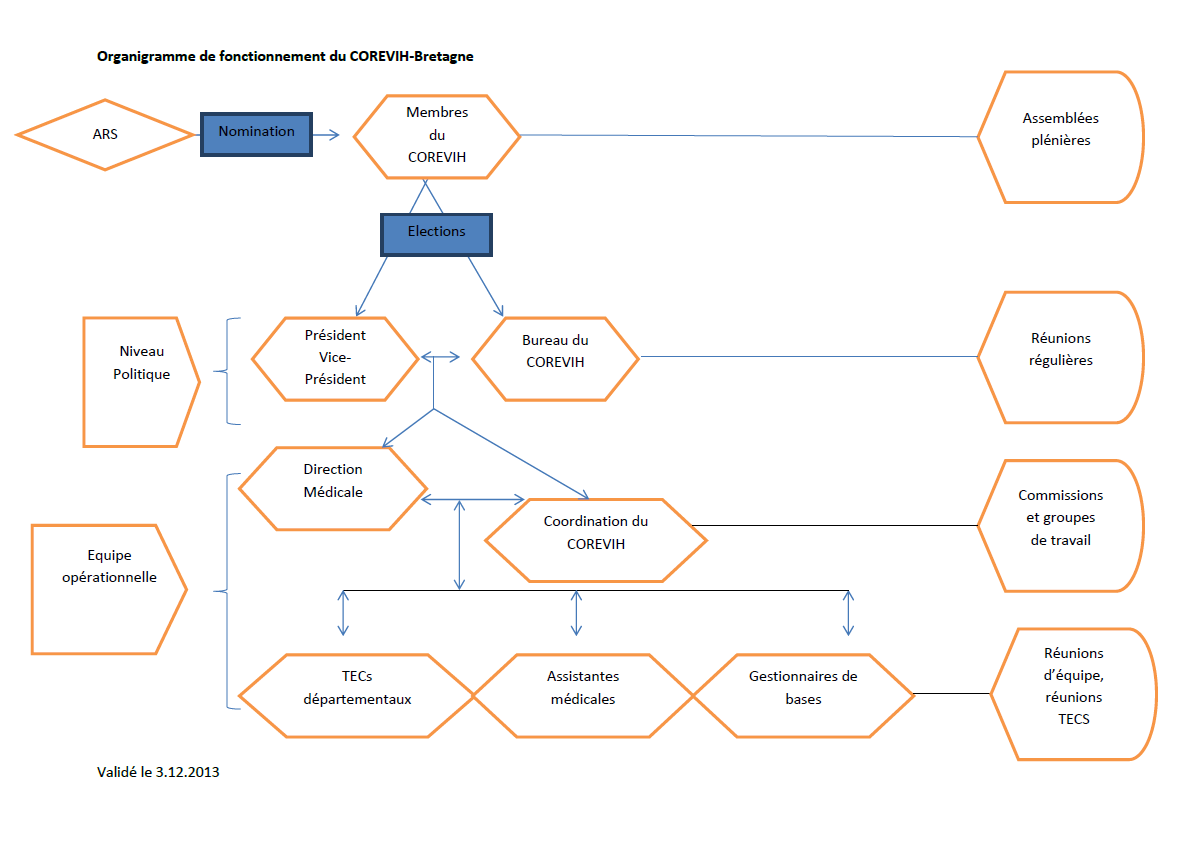 Organigramme de fonctionnement du COREVIH-Bretagne
ARS
Nomination
Membres
du
COREVIH
Assemblées
plénières
Elections
Niveau
Politique
Président
Vice-
Président
Bureau du
COREVIH
Réunions
régulières
Direction
Médicale
Coordination du
COREVIH
Commissions
et groupes
de travail
Equipe
opérationnelle
TECs
départementaux
Assistantes
médicales
Gestionnaires de
bases
Réunions
d’équipe,
réunions
TECS
Validé le 3.12.2013